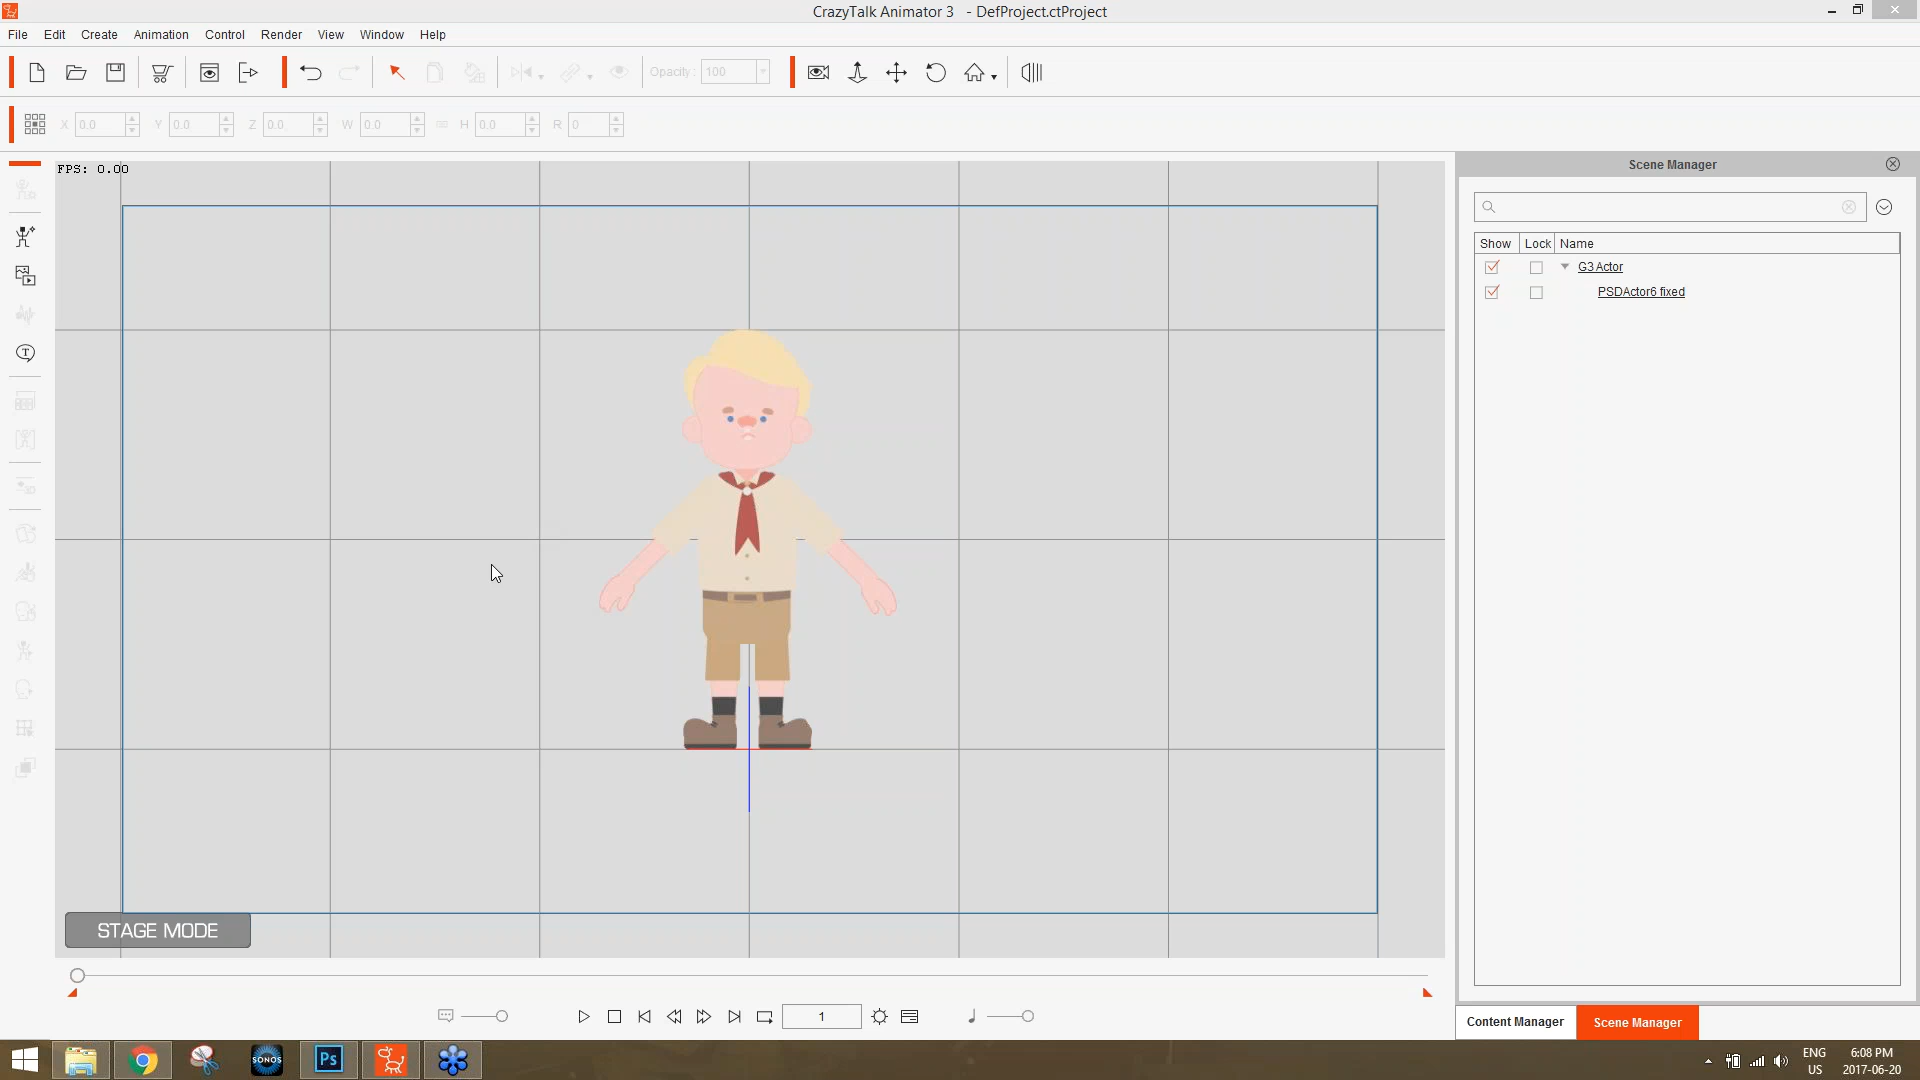 CrazyTalk Animator 3 - DefProject.ctProject
File Edit Create Animation Control Render View Window Help
Opacity : 100
X 0.0 Y 0.0 Z 0.0 W 0.0 H 0.0 R 0
FPS: 0.00
Scene Manager
Show Lock Name
G3 Actor
PSDActor6 fixed
STAGE MODE
1
Content Manager Scene Manager
SONOS
Ps
ENG
US
6:08 PM
2017-06-20